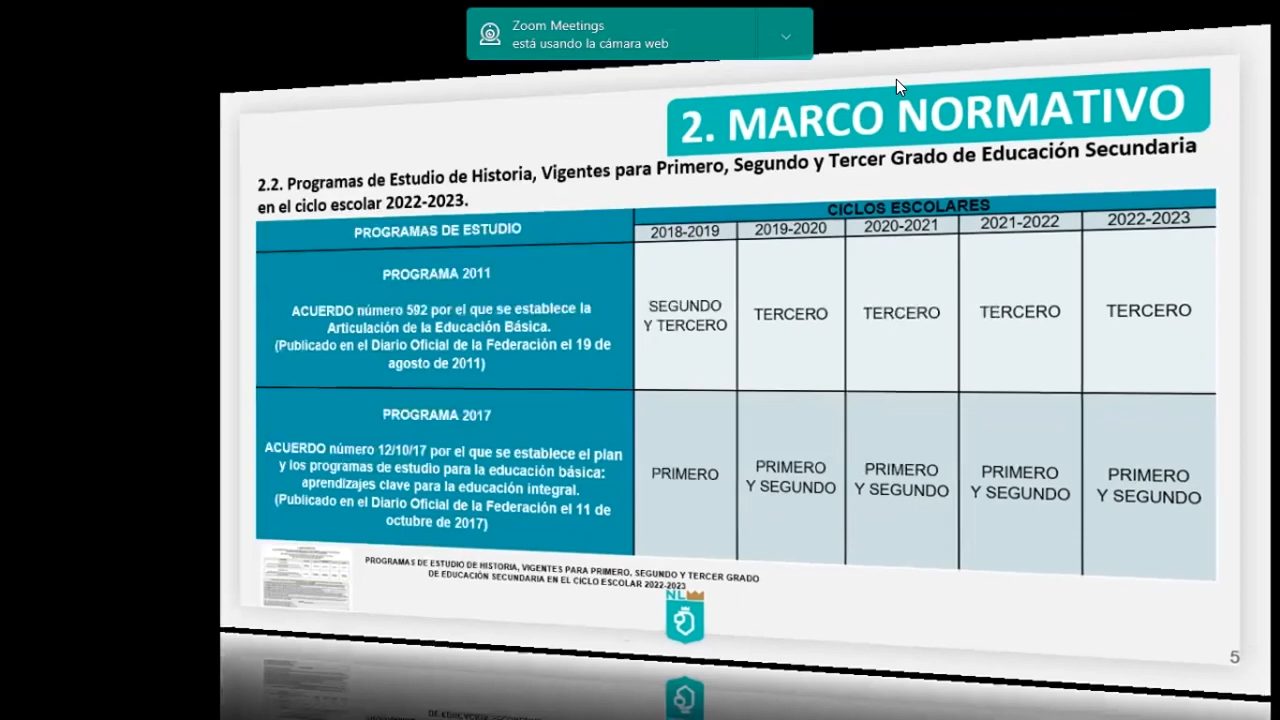 Zoom Meetings
está usando la cámara web
2. MARCO NORMATIVO
2.2. Programas de Estudio de Historia, Vigentes para Primero, Segundo y Tercer Grado de Educación Secundaria
en el ciclo escolar 2022-2023.
PROGRAMAS DE ESTUDIO
CICLOS ESCOLARES
2018-2019 2019-2020 2020-2021 2021-2022 2022-2023
PROGRAMA 2011
ACUERDO número 592 por el que se establece la
Articulación de la Educación Básica.
(Publicado en el Diario Oficial de la Federación el 19 de
agosto de 2011)
SEGUNDO
Y TERCERO
TERCERO
TERCERO
TERCERO
TERCERO
PROGRAMA 2017
ACUERDO número 12/10/17 por el que se establece el plan
y los programas de estudio para la educación básica:
aprendizajes clave para la educación integral.
(Publicado en el Diario Oficial de la Federación el 11 de
octubre de 2017)
PRIMERO
PRIMERO
Y SEGUNDO
PRIMERO
Y SEGUNDO
PRIMERO
Y SEGUNDO
PRIMERO
Y SEGUNDO
PROGRAMAS DE ESTUDIO DE HISTORIA, VIGENTES PARA PRIMERO, SEGUNDO Y TERCER GRADO
DE EDUCACIÓN SECUNDARIA EN EL CICLO ESCOLAR 2022-2023
NL
5